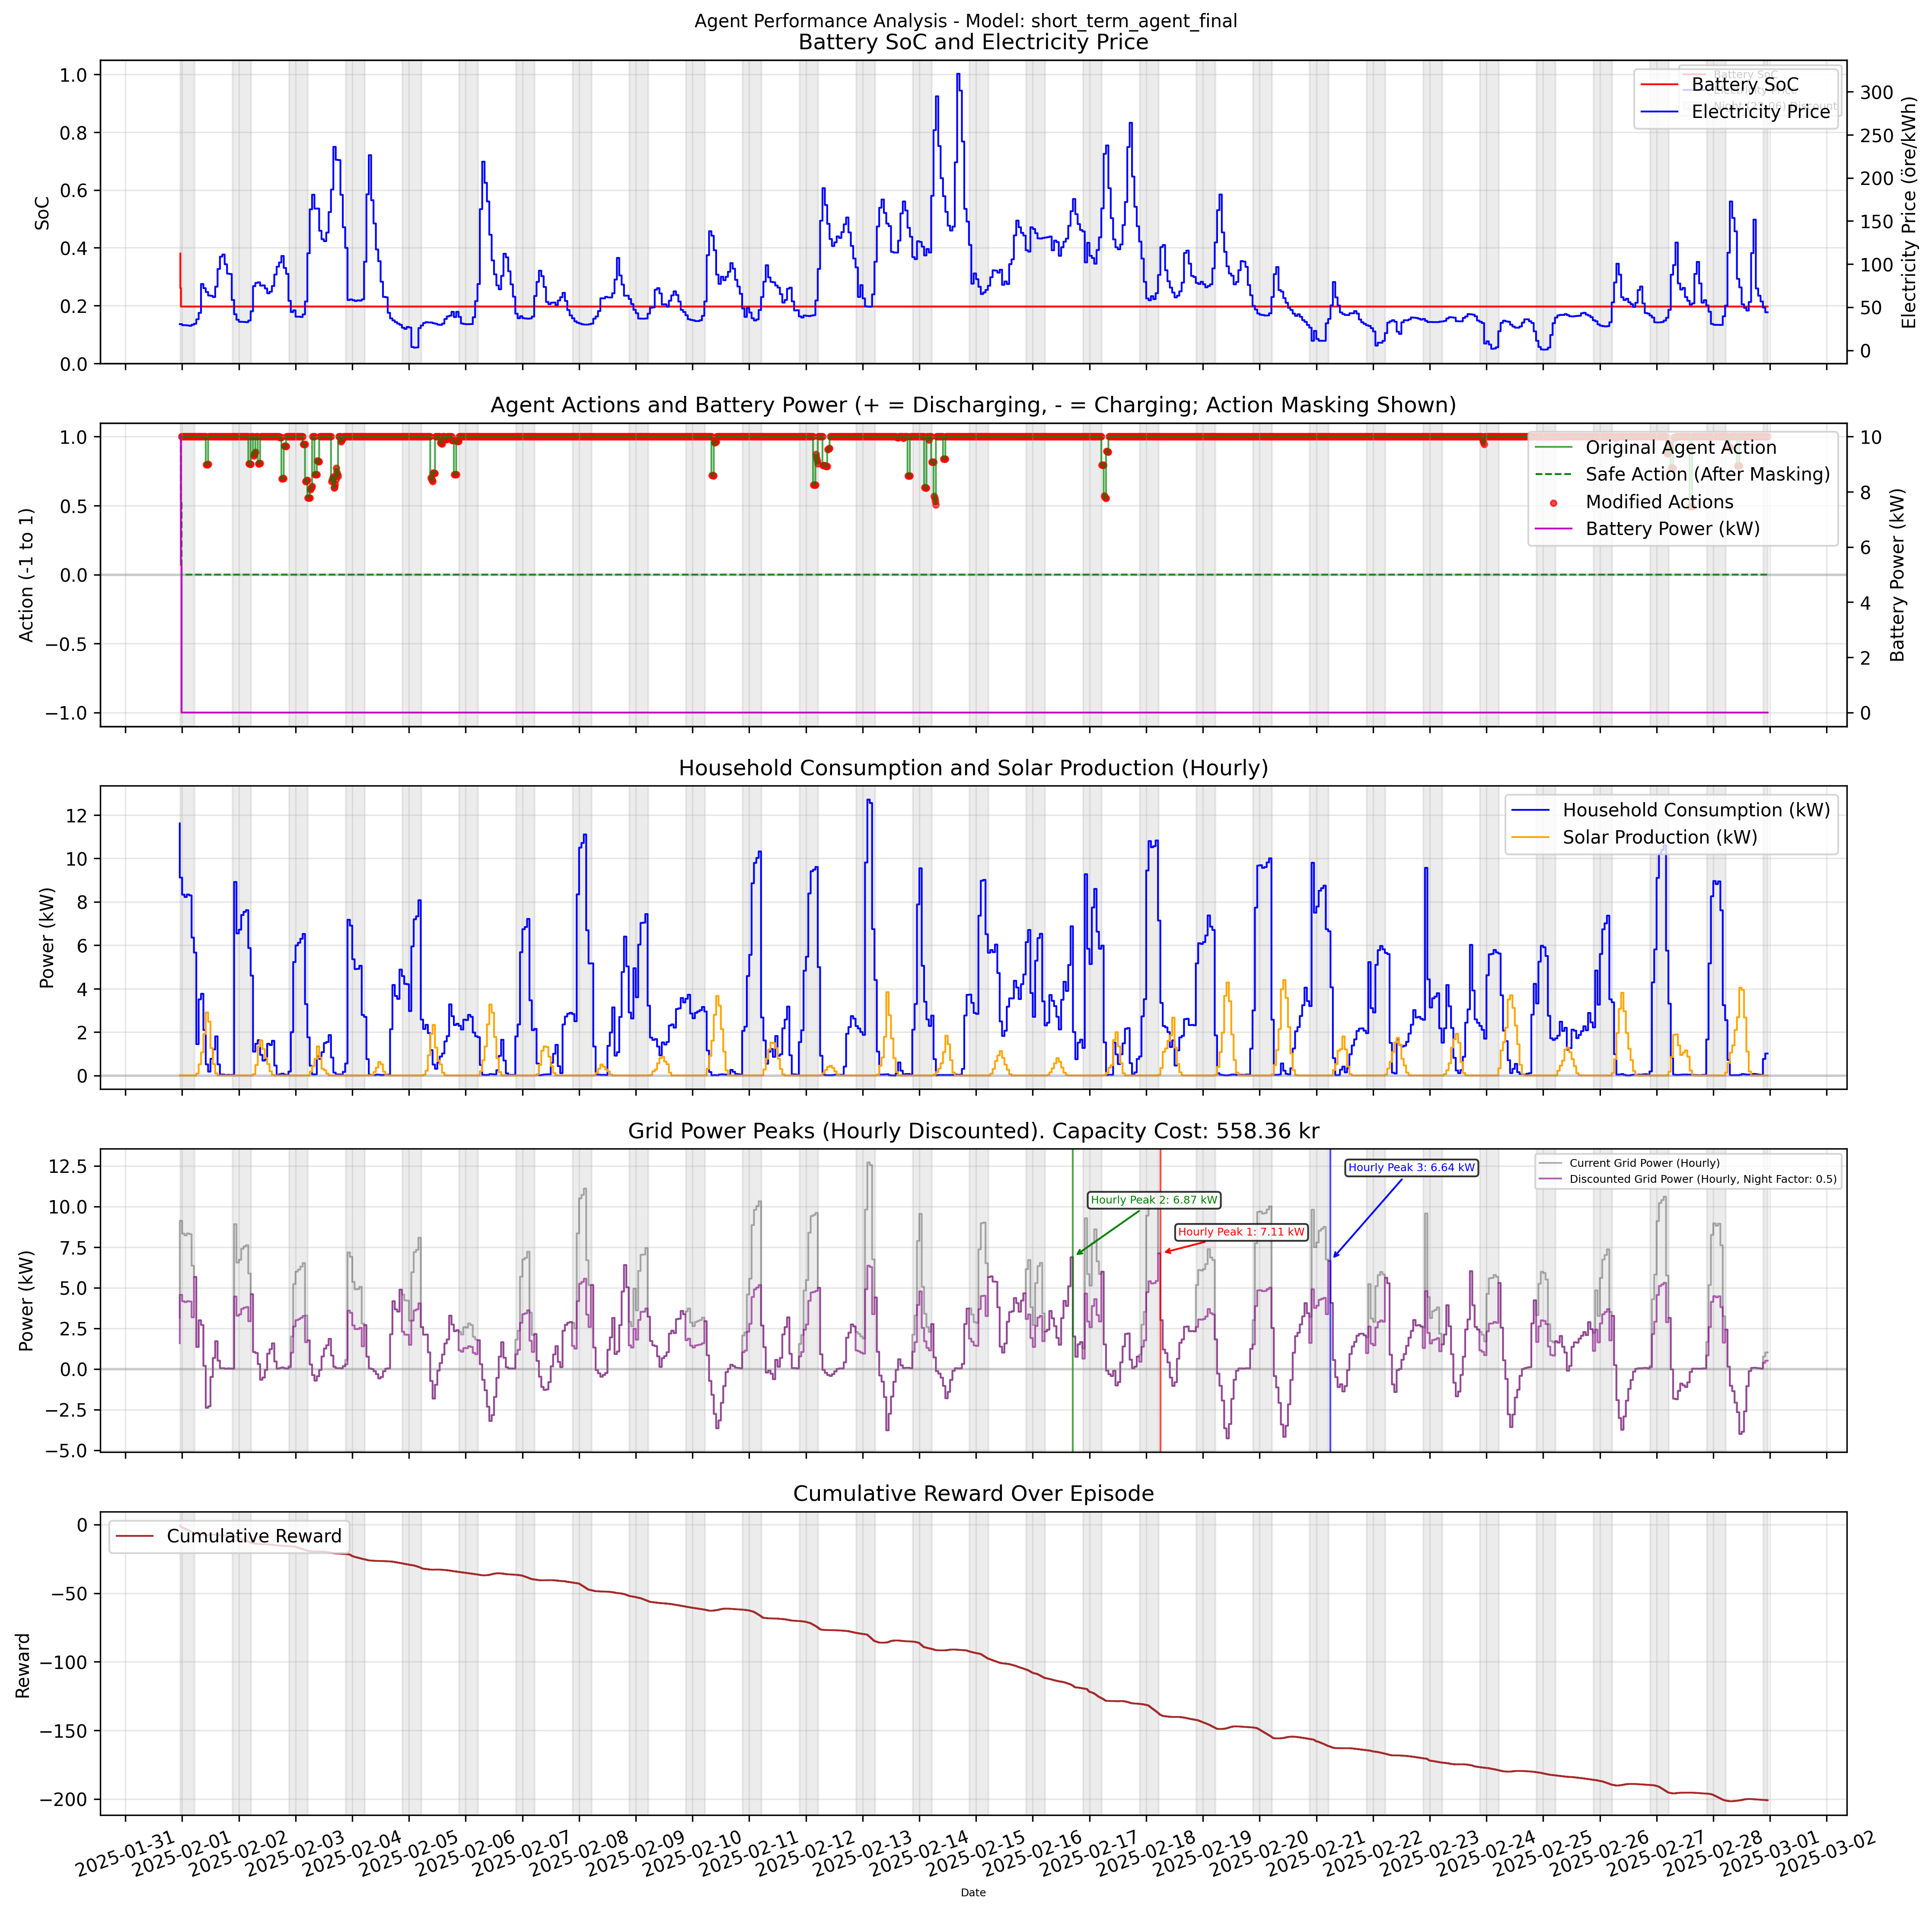 Agent Performance Analysis - Model: short_term_agent_final
Battery SoC and Electricity Price
1.0
0.8
0.6
0.4
0.2
0.0
SoC
300
250
200
150
100
50
0
Electricity Price (öre/kWh)
Battery SoC
Electricity Price
Agent Actions and Battery Power (+ = Discharging, - = Charging; Action Masking Shown)
1.0
0.5
0.0
−0.5
−1.0
Action (-1 to 1)
10
8
6
4
2
0
Battery Power (kW)
Original Agent Action
Safe Action (After Masking)
Modified Actions
Battery Power (kW)
Household Consumption and Solar Production (Hourly)
12
10
8
6
4
2
0
Power (kW)
Household Consumption (kW)
Solar Production (kW)
Grid Power Peaks (Hourly Discounted). Capacity Cost: 558.36 kr
12.5
10.0
7.5
5.0
2.5
0.0
−2.5
−5.0
Power (kW)
Hourly Peak 2: 6.87 kW
Hourly Peak 1: 7.11 kW
Hourly Peak 3: 6.64 kW
Current Grid Power (Hourly)
Discounted Grid Power (Hourly, Night Factor: 0.5)
Cumulative Reward Over Episode
0
−50
−100
−150
−200
Reward
Cumulative Reward
2025-01-31
2025-02-01
2025-02-02
2025-02-03
2025-02-04
2025-02-05
2025-02-06
2025-02-07
2025-02-08
2025-02-09
2025-02-10
2025-02-11
2025-02-12
2025-02-13
2025-02-14
2025-02-15
2025-02-16
2025-02-17
2025-02-18
2025-02-19
2025-02-20
2025-02-21
2025-02-22
2025-02-23
2025-02-24
2025-02-25
2025-02-26
2025-02-27
2025-02-28
2025-03-01
2025-03-02
Date